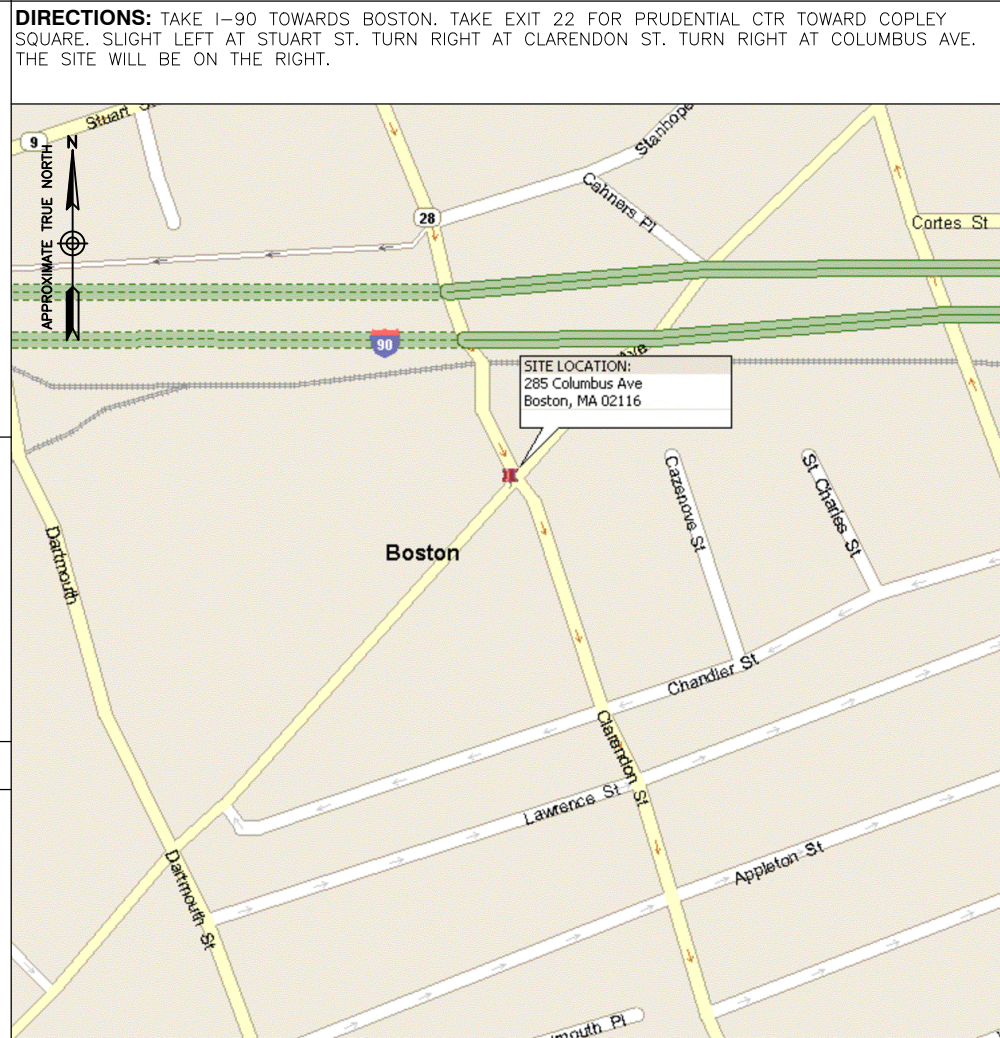 DIRECTIONS: TAKE I-90 TOWARDS BOSTON. TAKE EXIT 22 FOR PRUDENTIAL CTR TOWARD COPLEY
SQUARE. SLIGHT LEFT AT STUART ST. TURN RIGHT AT CLARENDON ST. TURN RIGHT AT COLUMBUS AVE.
THE SITE WILL BE ON THE RIGHT.
Stuart
9
N
APPROXIMATE TRUE NORTH
Stanhope
28
Cahners Pl
Cortes St
90
Ave
SITE LOCATION:
285 Columbus Ave
Boston, MA 02116
Cazenove St
St Charles St
Dartmouth
Boston
Chandler St
Clarendon St
Lawrence St
Appleton St
Dartmouth St
mouth Pl